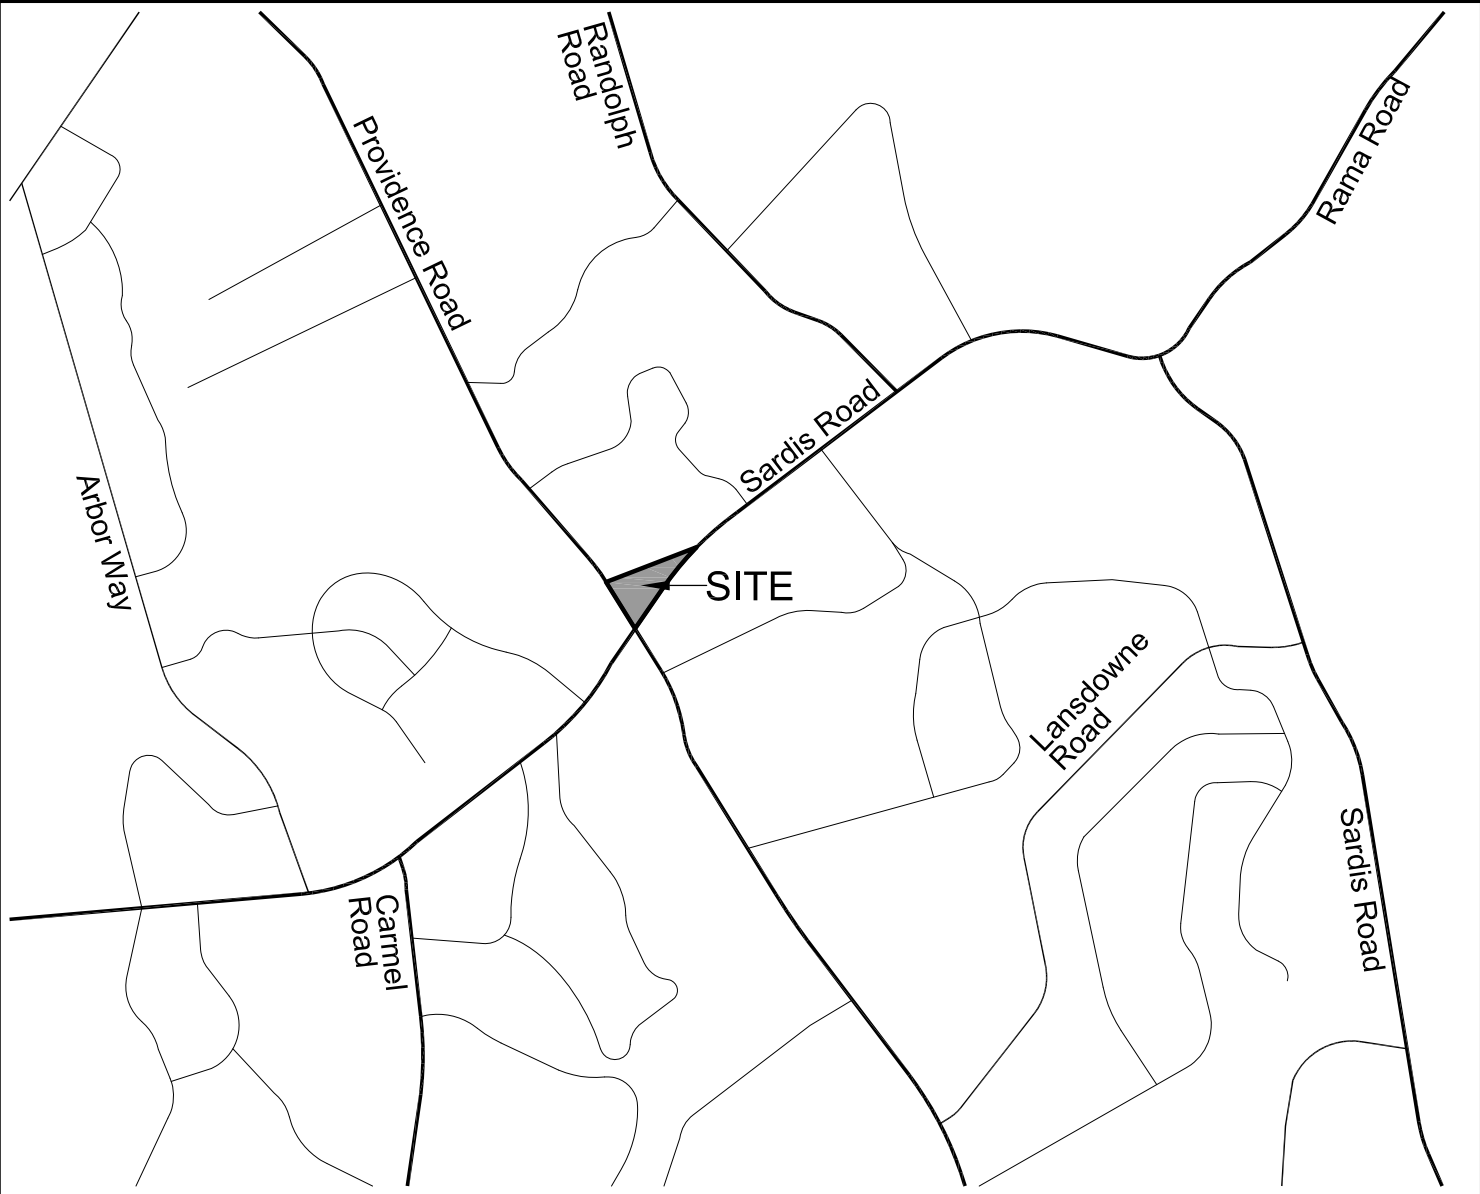 Randolph
Road
Rama Road
Providence Road
Sardis Road
Arbor Way
SITE
Lansdowne
Road
Sardis Road
Carmel
Road